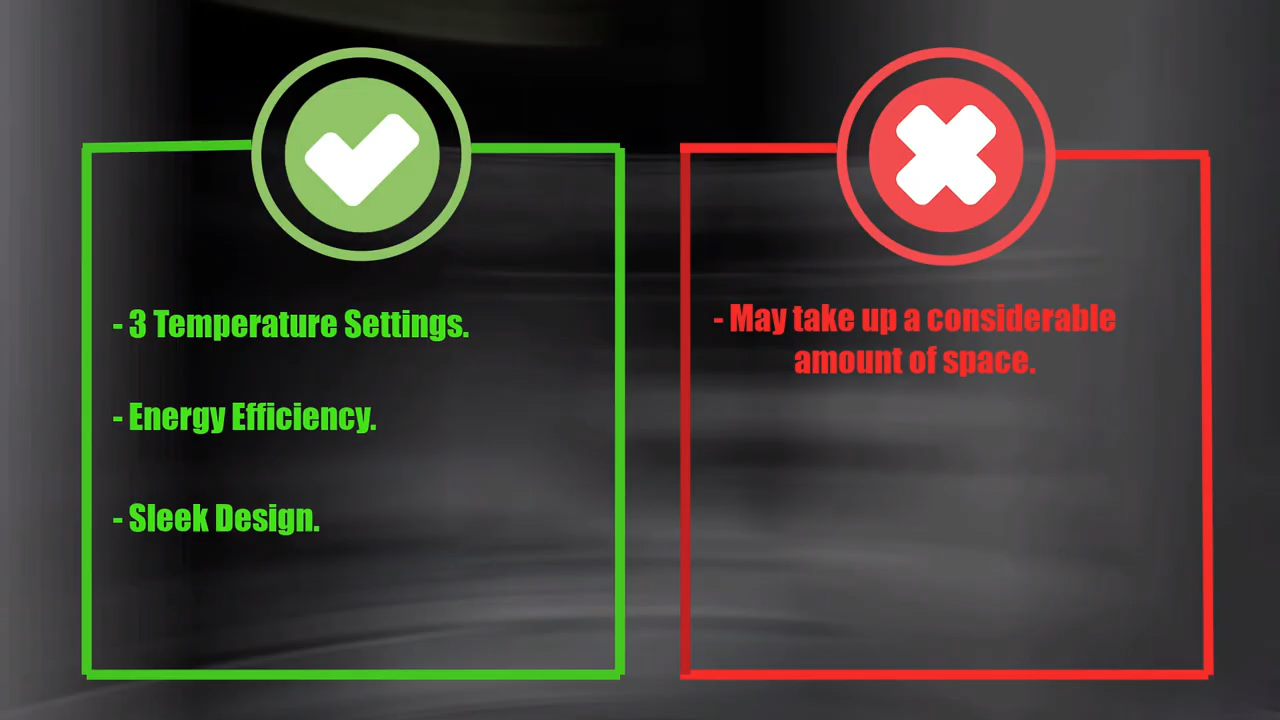 - 3 Temperature Settings.
- Energy Efficiency.
- Sleek Design.
- May take up a considerable
amount of space.